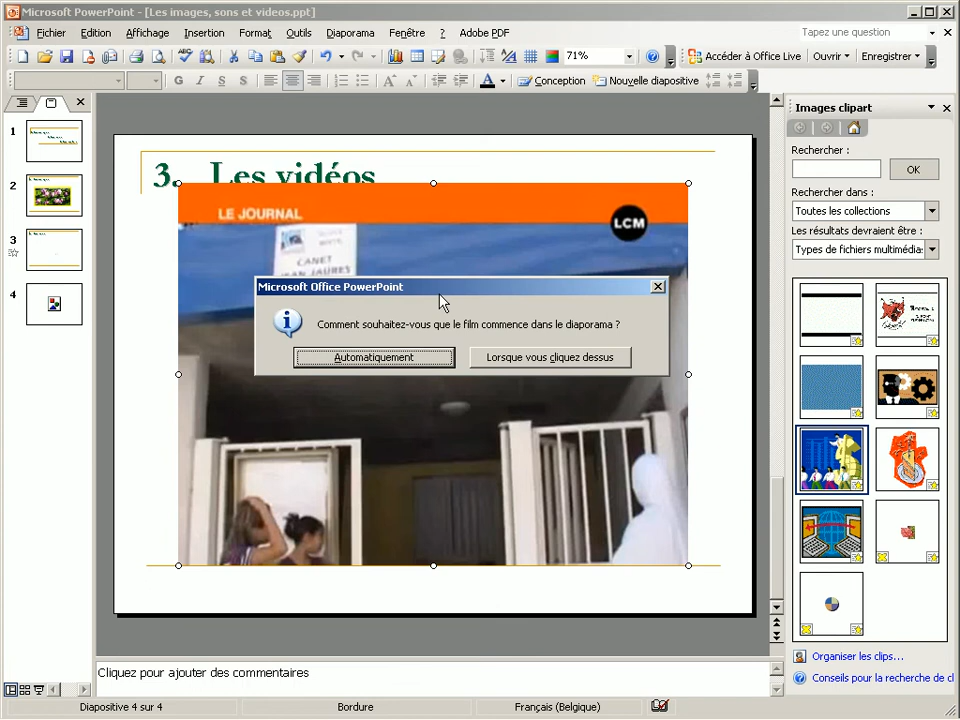 Microsoft PowerPoint - [Les images, sons et videos.ppt]
Fichier Edition Affichage Insertion Format Outils Diaporama Fenêtre ? Adobe PDF Tapez une question
71% Accéder à Office Live Ouvrir Enregistrer
G I S S A A A Conception Nouvelle diapositive
Images clipart
1
2
3
4
3. Les vidéos
LE JOURNAL
LCM
CANET
JEAN JAURES
Microsoft Office PowerPoint
Comment souhaitez-vous que le film commence dans le diaporama ?
Automatiquement Lorsque vous cliquez dessus
Rechercher :
OK
Rechercher dans :
Toutes les collections
Les résultats devraient être :
Types de fichiers multimédia:
Organiser les clips...
Conseils pour la recherche de cl
Cliquez pour ajouter des commentaires
Diapositive 4 sur 4 Bordure Français (Belgique)